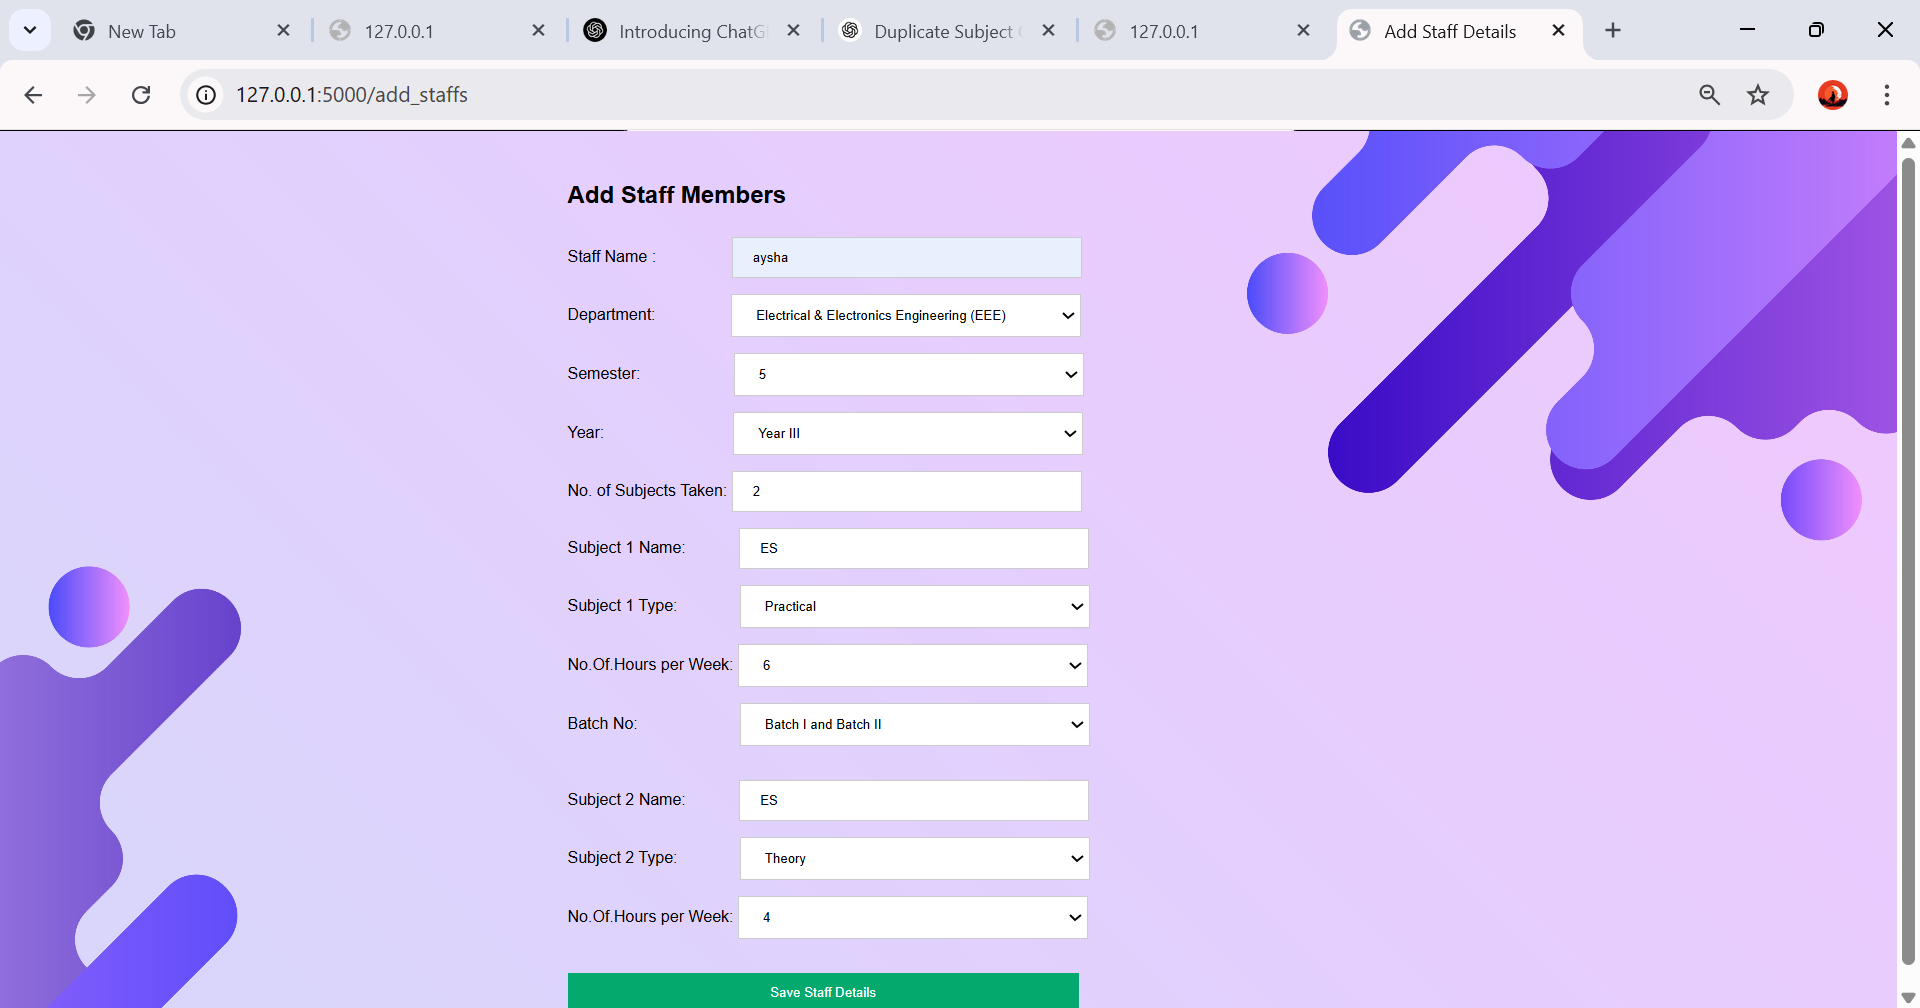 New Tab
127.0.0.1
Introducing ChatG
Duplicate Subject
127.0.0.1
Add Staff Details
127.0.0.1:5000/add_staffs
Add Staff Members
Staff Name :
aysha
Department:
Electrical & Electronics Engineering (EEE)
Semester:
5
Year:
Year III
No. of Subjects Taken:
2
Subject 1 Name:
ES
Subject 1 Type:
Practical
No.Of.Hours per Week:
6
Batch No:
Batch I and Batch II
Subject 2 Name:
ES
Subject 2 Type:
Theory
No.Of.Hours per Week:
4
Save Staff Details